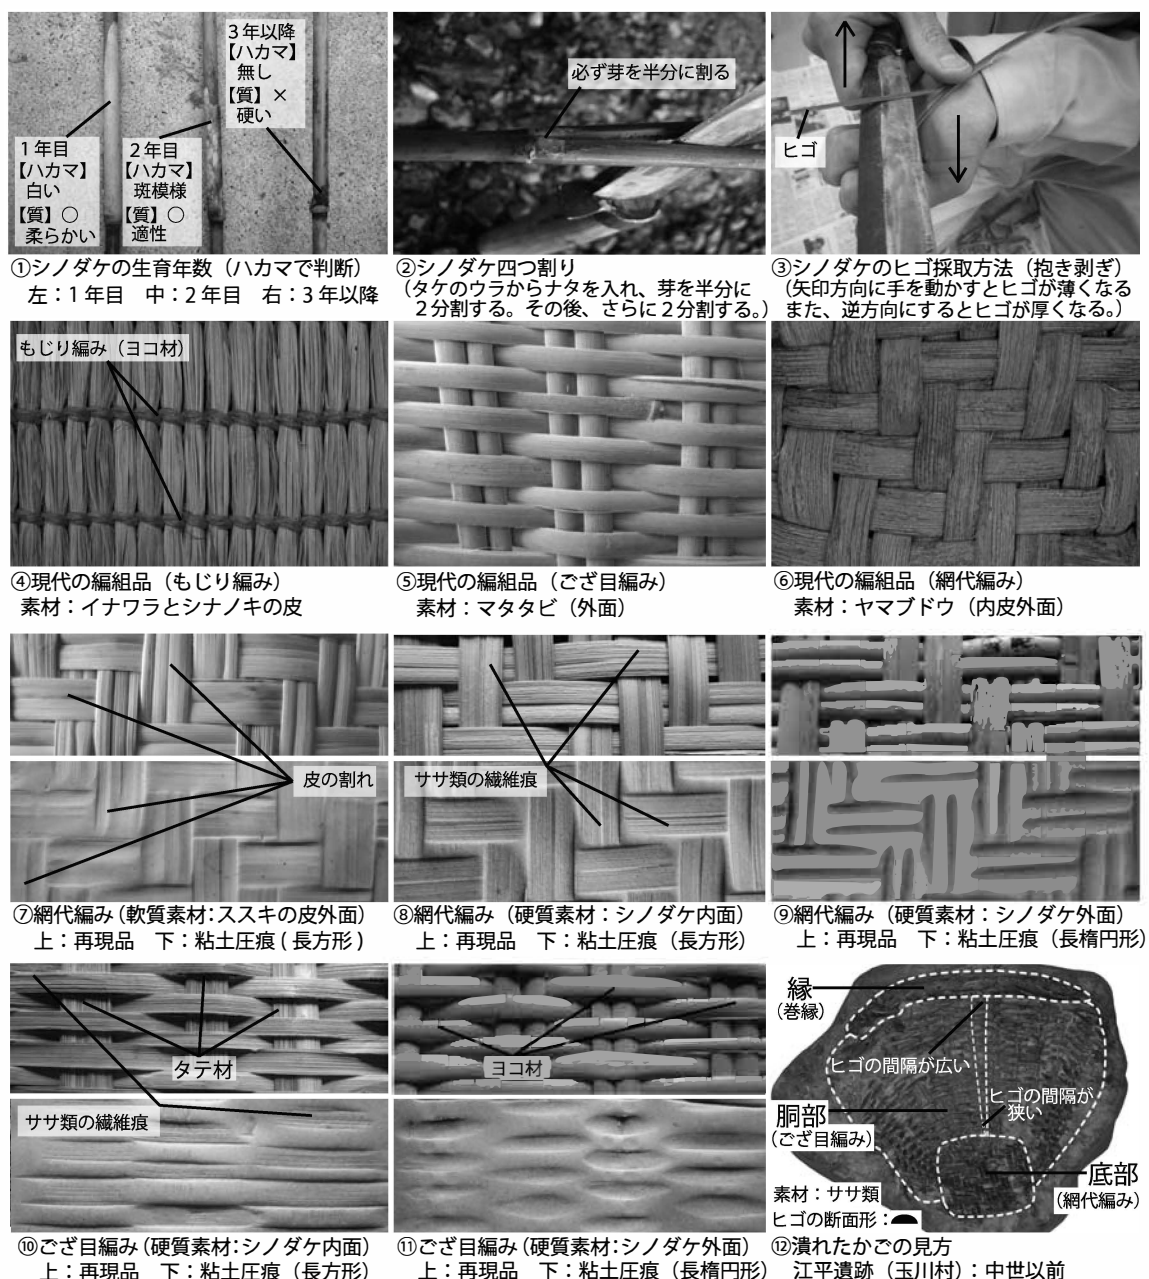 1年目
【ハカマ】
白い
【質】○
柔らかい
2年目
【ハカマ】
斑模様
【質】○
適性
3年以降
【ハカマ】
無し
【質】×
硬い
①シノダケの生育年数（ハカマで判断）
左：1年目　中：2年目　右：3年以降
必ず芽を半分に割る
②シノダケ四つ割り
（タケのウラからナタを入れ、芽を半分に
2分割する。その後、さらに2分割する。）
ヒゴ
③シノダケのヒゴ採取方法（抱き剥ぎ）
（矢印方向に手を動かすとヒゴが薄くなる
また、逆方向にするとヒゴが厚くなる。）
もじり編み（ヨコ材）
④現代の編組品（もじり編み）
素材：イナワラとシナノキの皮
⑤現代の編組品（ござ目編み）
素材：マタタビ（外面）
⑥現代の編組品（網代編み）
素材：ヤマブドウ（内皮外面）
皮の割れ
⑦網代編み（軟質素材：ススキの皮外面）
上：再現品　下：粘土圧痕（長方形）
ササ類の繊維痕
⑧網代編み（硬質素材：シノダケ内面）
上：再現品　下：粘土圧痕（長方形）
⑨網代編み（硬質素材：シノダケ外面）
上：再現品　下：粘土圧痕（長楕円形）
タテ材
ササ類の繊維痕
⑩ござ目編み（硬質素材：シノダケ内面）
上：再現品　下：粘土圧痕（長方形）
ヨコ材
⑪ござ目編み（硬質素材：シノダケ外面）
上：再現品　下：粘土圧痕（長楕円形）
縁
（巻縁）
ヒゴの間隔が広い
ヒゴの間隔が
狭い
胴部
（ござ目編み）
底部
（網代編み）
素材：ササ類
ヒゴの断面形：
⑫潰れたかごの見方
江平遺跡（玉川村）：中世以前